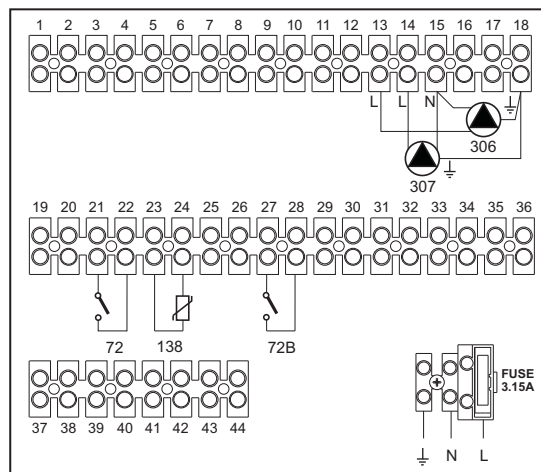 1 2 3 4 5 6 7 8 9 10 11 12 13 14 15 16 17 18
L L N
306
307
19 20 21 22 23 24 25 26 27 28 29 30 31 32 33 34 35 36
72 138 72B
FUSE
3.15A
37 38 39 40 41 42 43 44
N L